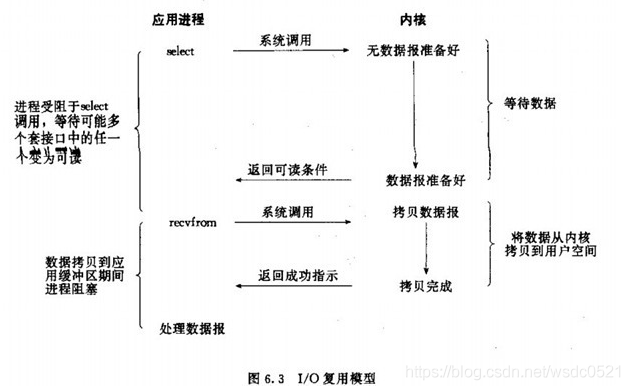 应用进程
内核
select
系统调用
无数据报准备好
进程受阻于select
调用，等待可能多
个套接口中的任一
个变为可读
等待数据
返回可读条件
数据报准备好
recvfrom
系统调用
拷贝数据报
数据拷贝到应
用缓冲区期间
进程阻塞
将数据从内核
拷贝到用户空间
返回成功指示
拷贝完成
处理数据报
图 6.3 I/O 复用模型
https://blog.csdn.net/wsdc0521